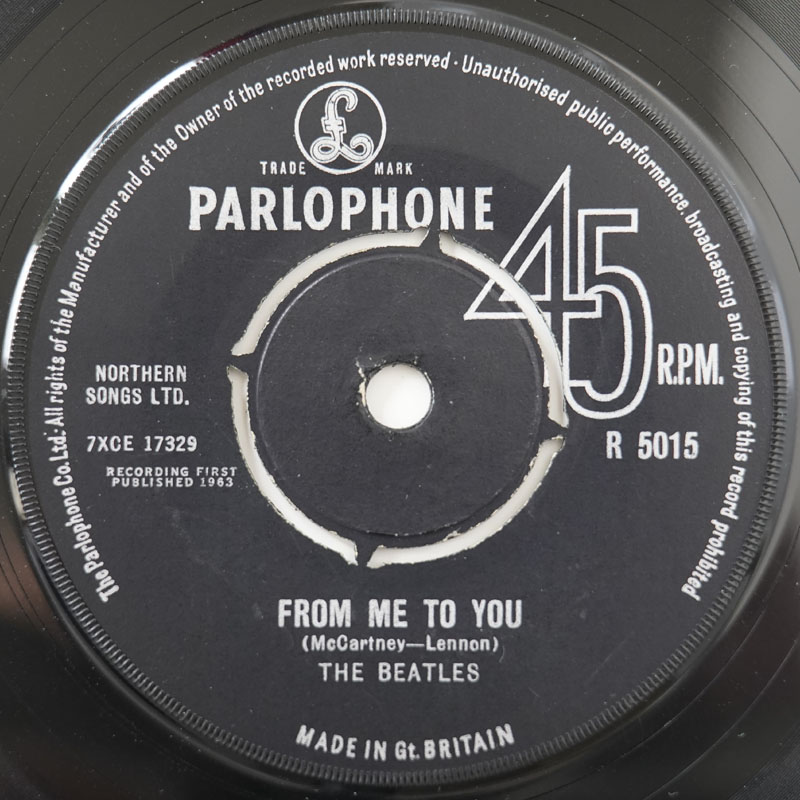 The Parlophone Co. Ltd. All rights of the Manufacturer and of the Owner of the recorded work reserved · Unauthorised public performance, broadcasting and copying of this record prohibited
£
TRADE MARK
PARLOPHONE
45 R.P.M.
R 5015
NORTHERN
SONGS LTD.
7XCE 17329
RECORDING FIRST
PUBLISHED 1963
FROM ME TO YOU
(McCartney—Lennon)
THE BEATLES
MADE IN Gt. BRITAIN